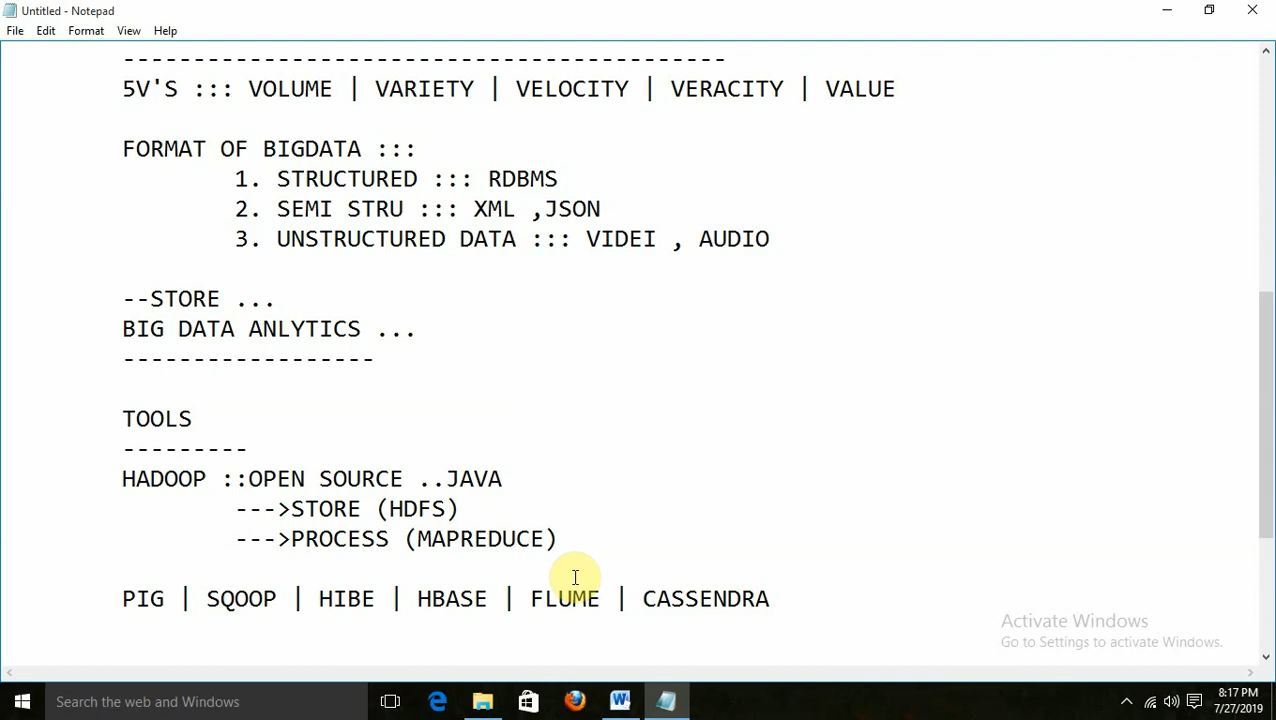 Untitled - Notepad
File Edit Format View Help
-------------------------------------------
5V'S ::: VOLUME | VARIETY | VELOCITY | VERACITY | VALUE
FORMAT OF BIGDATA :::
1. STRUCTURED ::: RDBMS
2. SEMI STRU ::: XML ,JSON
3. UNSTRUCTURED DATA ::: VIDEI , AUDIO
--STORE ...
BIG DATA ANLYTICS ...
------------------
TOOLS
---------
HADOOP ::OPEN SOURCE ..JAVA
--->STORE (HDFS)
--->PROCESS (MAPREDUCE)
PIG | SQOOP | HIBE | HBASE | FLUME | CASSENDRA
Activate Windows
Go to Settings to activate Windows.
Search the web and Windows
8:17 PM
7/27/2019